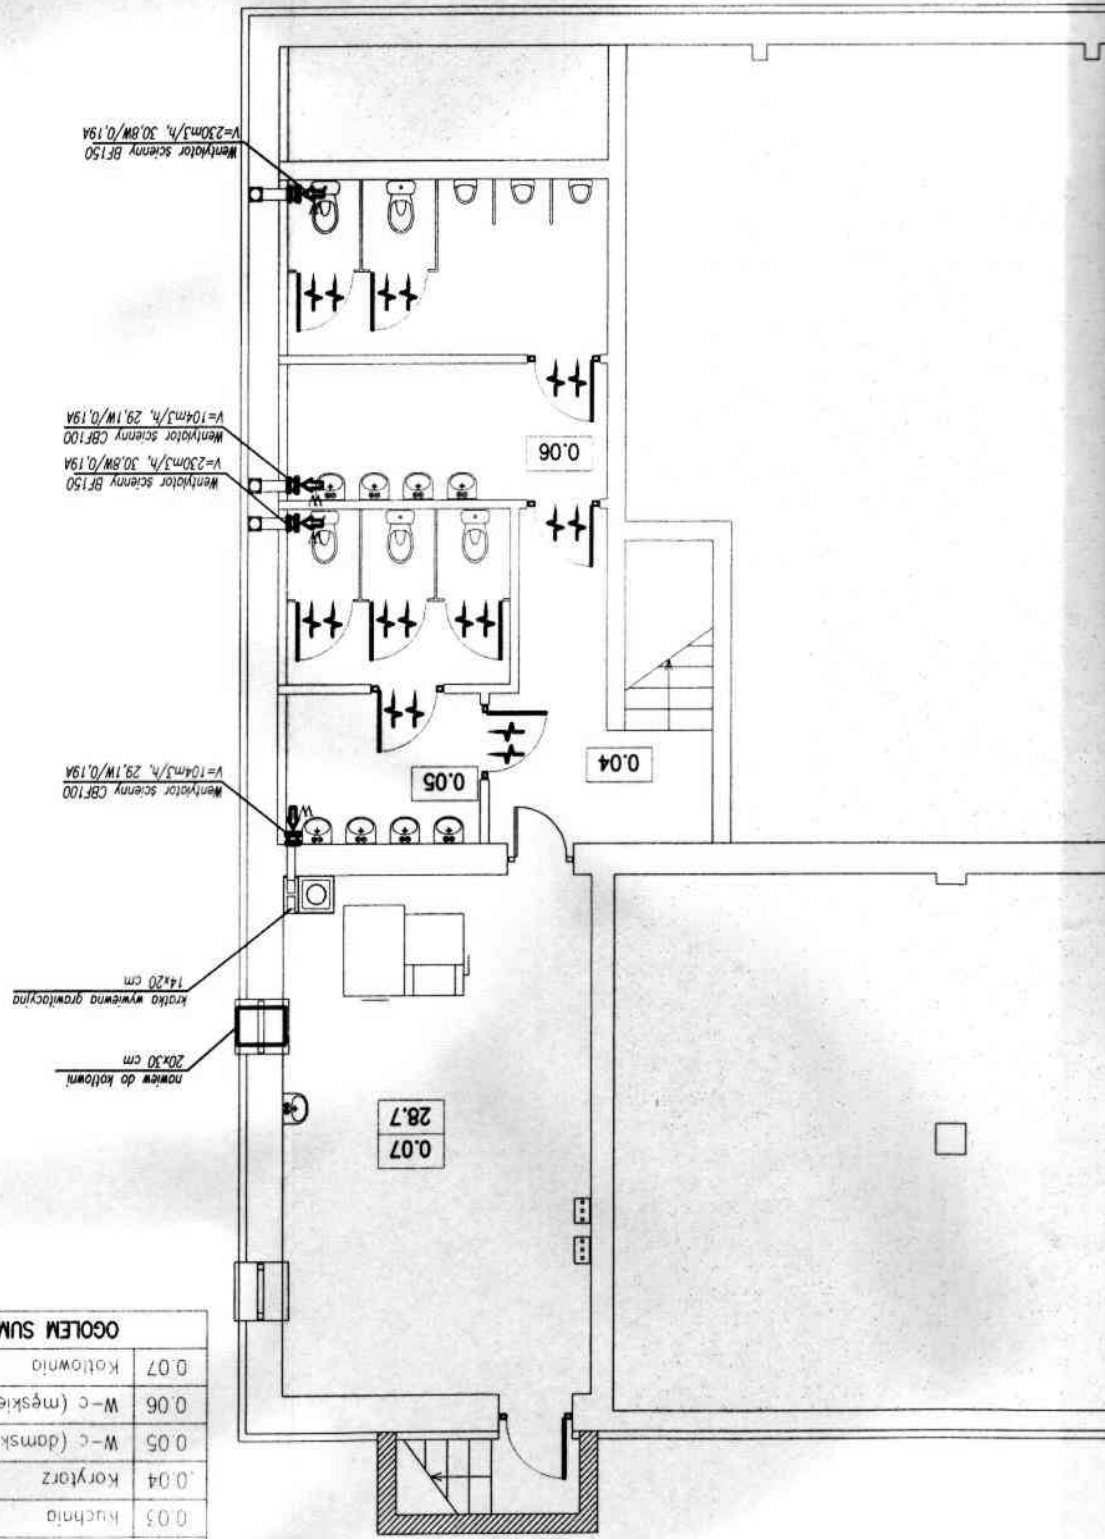 0.03 kuchnia
0.04 Korytarz
0.05 W-c (damsk
0.06 W-c (męskie
0.07 Kotłownia
OGOLEM SUM
0.07
28.7
nawiew do kotłowni
20x30 cm
kratka wywiewna grawitacyjna
14x20 cm
0.04
0.05
Wentylator scienny CBF100
V=104m3/h, 29,1W/0,19A
W
W
Wentylator scienny BF150
V=230m3/h, 30,8W/0,19A
W
Wentylator scienny CBF100
V=104m3/h, 29,1W/0,19A
0.06
W
Wentylator scienny BF150
V=230m3/h, 30,8W/0,19A